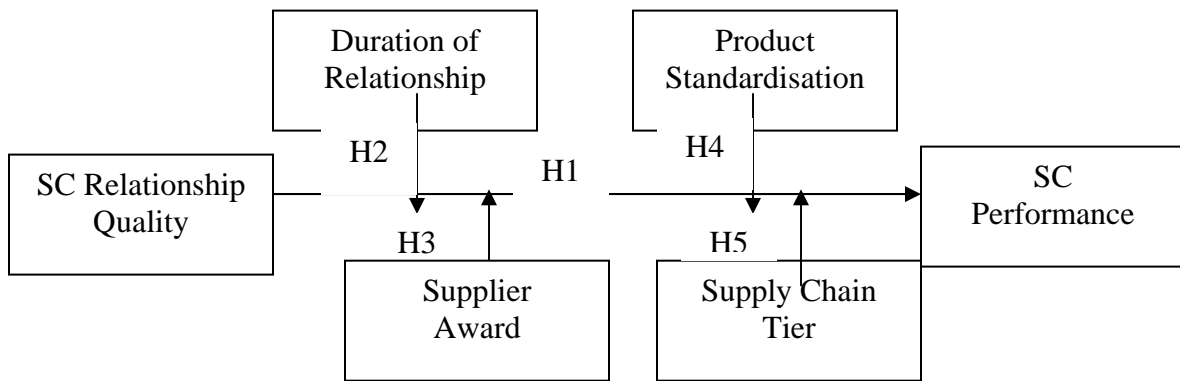 Duration of
Relationship
Product
Standardisation
H2
H4
H1
SC Relationship
Quality
SC
Performance
H3
H5
Supplier
Award
Supply Chain
Tier